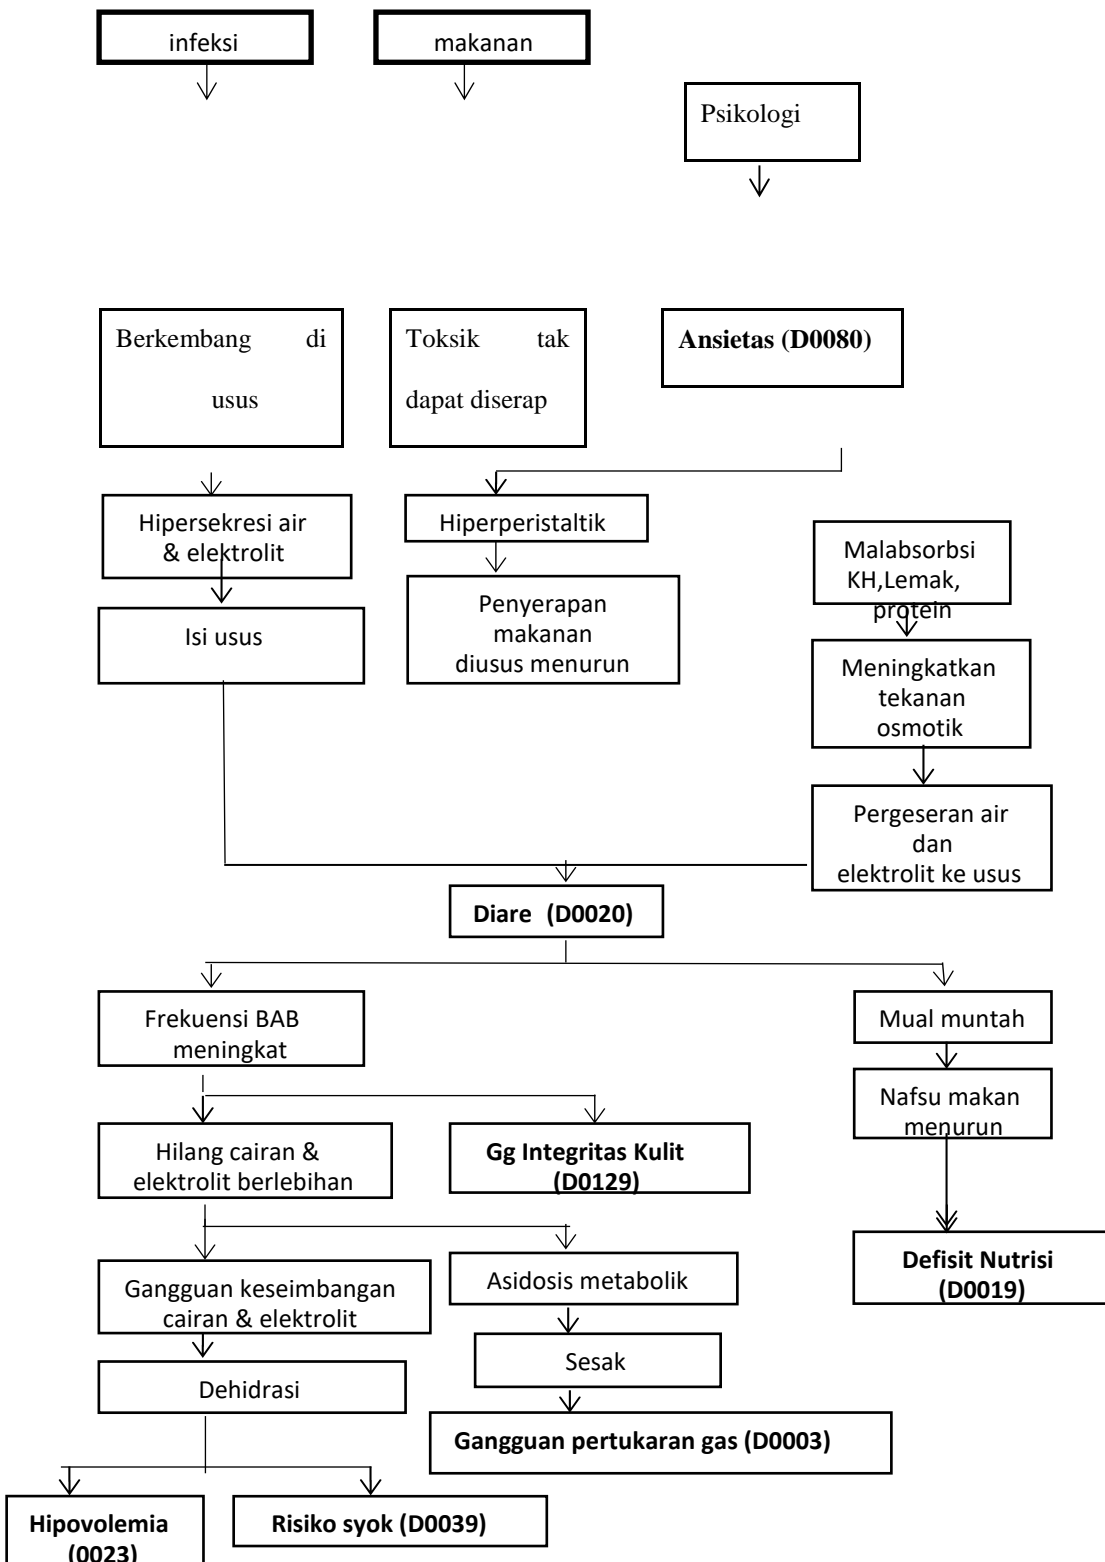 infeksi
makanan
Psikologi
Berkembang di
usus
Toksik tak
dapat diserap
Ansietas (D0080)
Hipersekresi air
& elektrolit
Hiperperistaltik
Malabsorbsi
KH,Lemak,
protein
Isi usus
Penyerapan
makanan
diusus menurun
Meningkatkan
tekanan
osmotik
Pergeseran air
dan
elektrolit ke usus
Diare (D0020)
Frekuensi BAB
meningkat
Mual muntah
Nafsu makan
menurun
Hilang cairan &
elektrolit berlebihan
Gg Integritas Kulit
(D0129)
Defisit Nutrisi
(D0019)
Gangguan keseimbangan
cairan & elektrolit
Asidosis metabolik
Sesak
Dehidrasi
Gangguan pertukaran gas (D0003)
Hipovolemia
(0023)
Risiko syok (D0039)